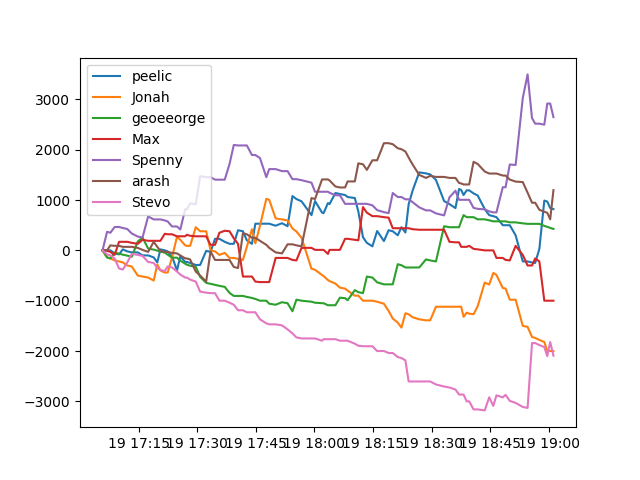 peelic
Jonah
geoeeorge
Max
Spenny
arash
Stevo
3000
2000
1000
0
−1000
−2000
−3000
19 17:15 19 17:30 19 17:45 19 18:00 19 18:15 19 18:30 19 18:45 19 19:00